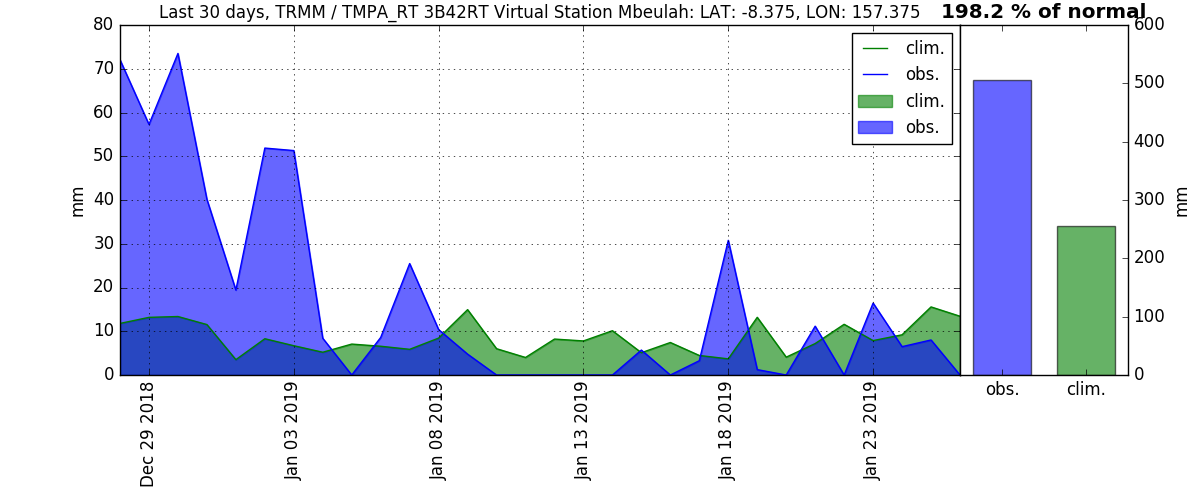 Last 30 days, TRMM / TMPA_RT 3B42RT Virtual Station Mbeulah: LAT: -8.375, LON: 157.375
198.2 % of normal
80
70
60
50
40
30
20
10
0
mm
clim.
obs.
clim.
obs.
Dec 29 2018
Jan 03 2019
Jan 08 2019
Jan 13 2019
Jan 18 2019
Jan 23 2019
600
500
400
300
200
100
0
mm
obs.
clim.